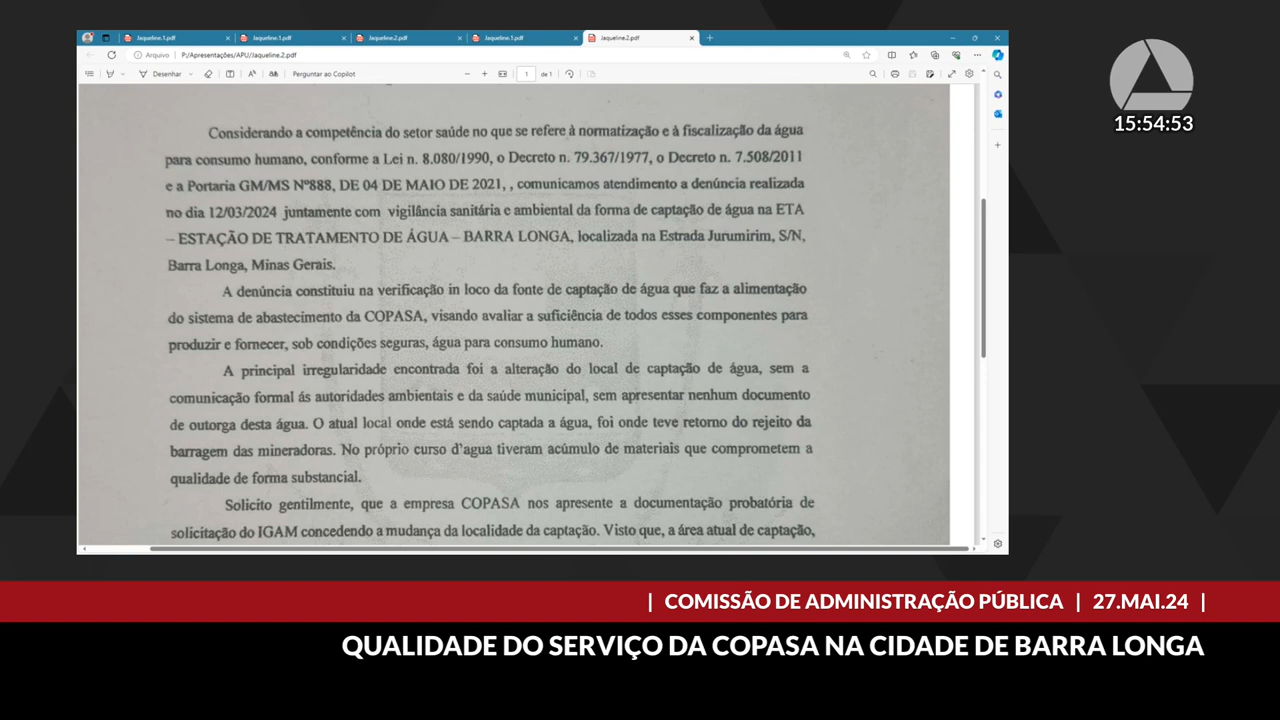 Jaqueline.1.pdf
Jaqueline.1.pdf
Jaqueline.2.pdf
Jaqueline.1.pdf
Jaqueline.2.pdf
Arquivo P:/Apresentações/APU/Jaqueline.2.pdf
Desenhar Perguntar ao Copilot 1 de 1
15:54:53
Considerando a competência do setor saúde no que se refere à normatização e à fiscalização da água
para consumo humano, conforme a Lei n. 8.080/1990, o Decreto n. 79.367/1977, o Decreto n. 7.508/2011
e a Portaria GM/MS Nº888, DE 04 DE MAIO DE 2021, , comunicamos atendimento a denúncia realizada
no dia 12/03/2024 juntamente com vigilância sanitária e ambiental da forma de captação de água na ETA
– ESTAÇÃO DE TRATAMENTO DE ÁGUA – BARRA LONGA, localizada na Estrada Jurumirim, S/N,
Barra Longa, Minas Gerais.
A denúncia constituiu na verificação in loco da fonte de captação de água que faz a alimentação
do sistema de abastecimento da COPASA, visando avaliar a suficiência de todos esses componentes para
produzir e fornecer, sob condições seguras, água para consumo humano.
A principal irregularidade encontrada foi a alteração do local de captação de água, sem a
comunicação formal ás autoridades ambientais e da saúde municipal, sem apresentar nenhum documento
de outorga desta água. O atual local onde está sendo captada a água, foi onde teve retorno do rejeito da
barragem das mineradoras. No próprio curso d'agua tiveram acúmulo de materiais que comprometem a
qualidade de forma substancial.
Solicito gentilmente, que a empresa COPASA nos apresente a documentação probatória de
solicitação do IGAM concedendo a mudança da localidade da captação. Visto que, a área atual de captação,
| COMISSÃO DE ADMINISTRAÇÃO PÚBLICA | 27.MAI.24 |
QUALIDADE DO SERVIÇO DA COPASA NA CIDADE DE BARRA LONGA